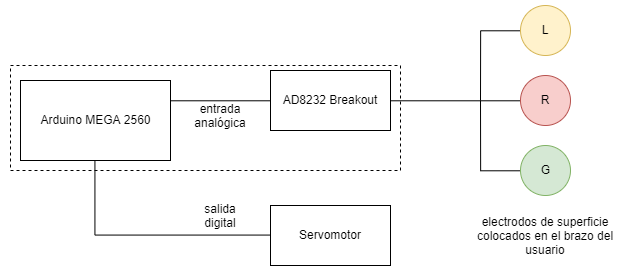 L
Arduino MEGA 2560
entrada
analógica
AD8232 Breakout
R
G
salida
digital
Servomotor
electrodos de superficie
colocados en el brazo del
usuario